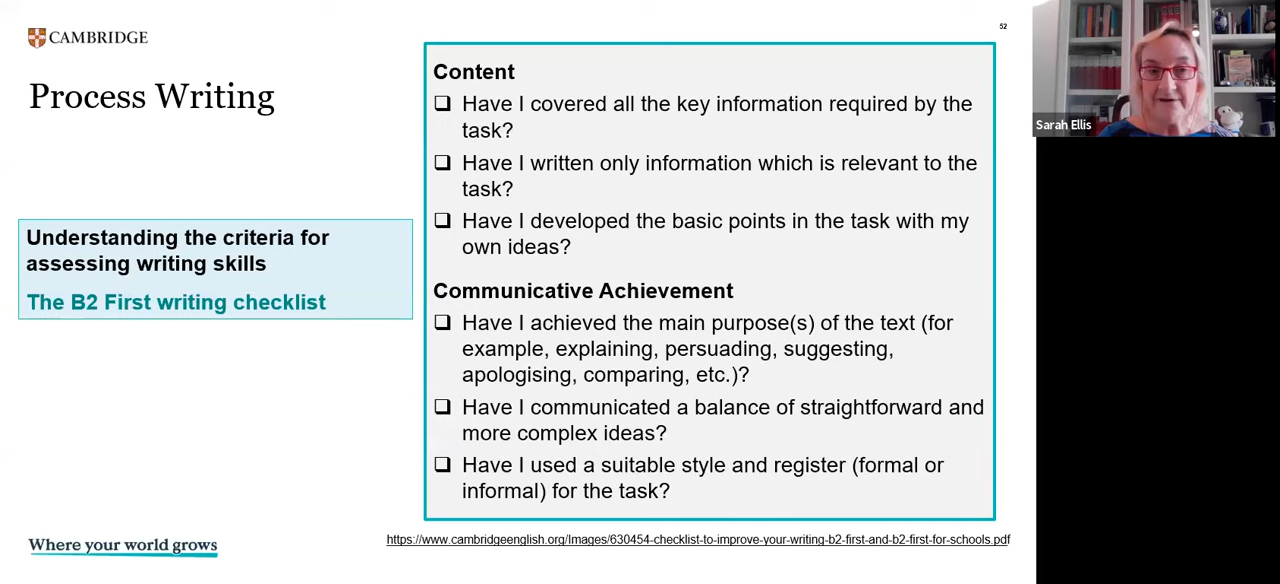 52
CAMBRIDGE
Process Writing
Understanding the criteria for
assessing writing skills
The B2 First writing checklist
Content
Have I covered all the key information required by the
task?
Have I written only information which is relevant to the
task?
Have I developed the basic points in the task with my
own ideas?
Communicative Achievement
Have I achieved the main purpose(s) of the text (for
example, explaining, persuading, suggesting,
apologising, comparing, etc.)?
Have I communicated a balance of straightforward and
more complex ideas?
Have I used a suitable style and register (formal or
informal) for the task?
Where your world grows
https://www.cambridgeenglish.org/Images/630454-checklist-to-improve-your-writing-b2-first-and-b2-first-for-schools.pdf
Sarah Ellis